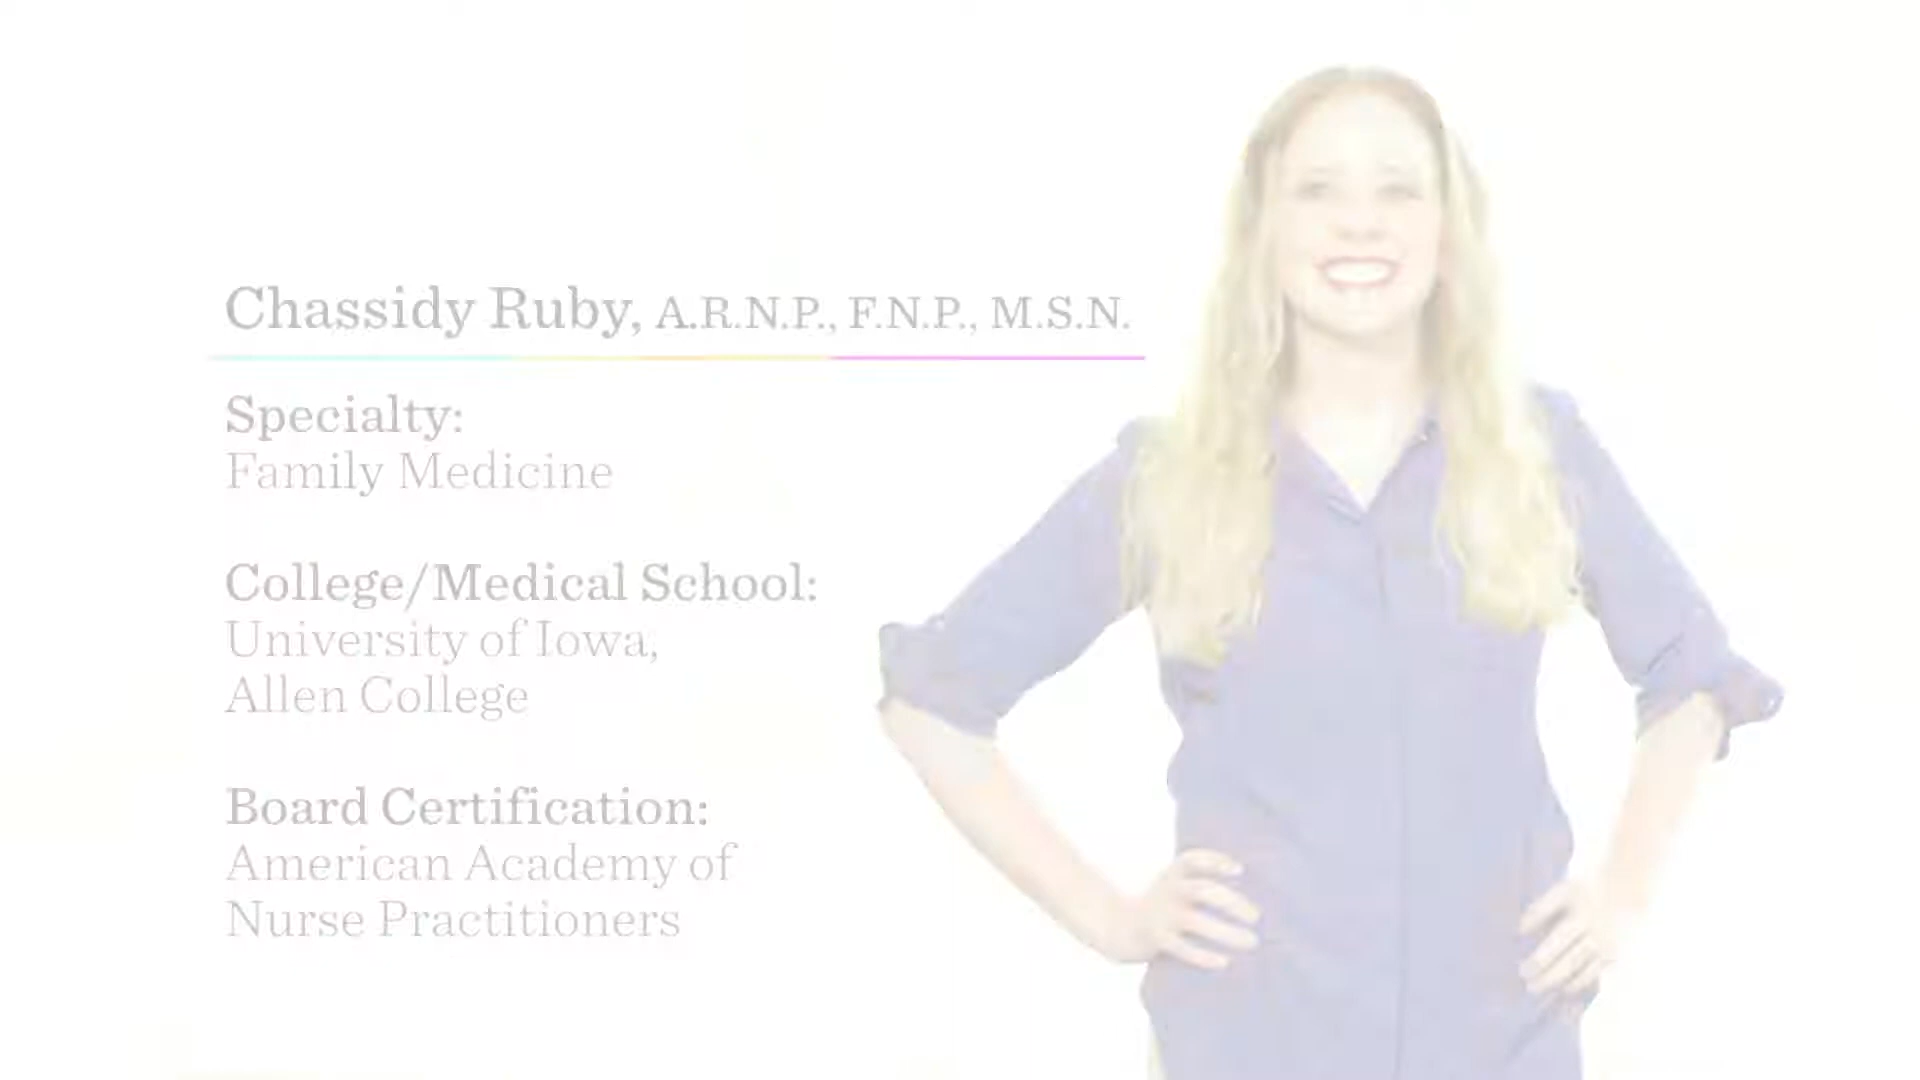 Chassidy Ruby, A.R.N.P., F.N.P., M.S.N.
Specialty:
Family Medicine
College/Medical School:
University of Iowa,
Allen College
Board Certification:
American Academy of
Nurse Practitioners